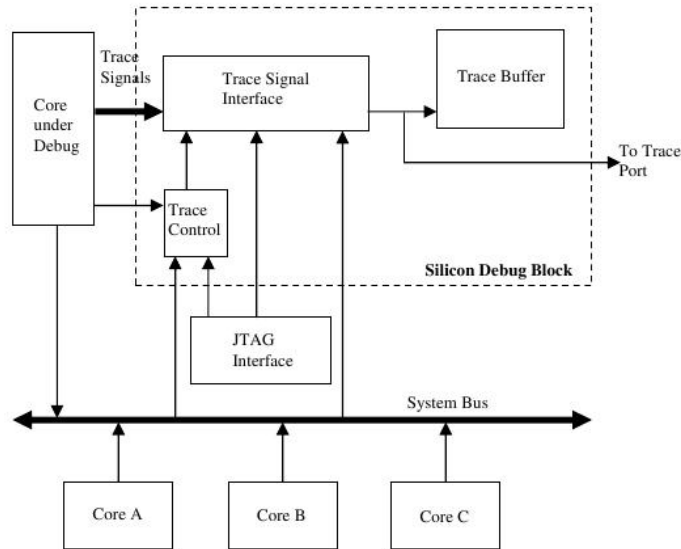 Trace
Signals
Core
under
Debug
Trace Signal
Interface
Trace Buffer
To Trace
Port
Trace
Control
Silicon Debug Block
JTAG
Interface
System Bus
Core A
Core B
Core C